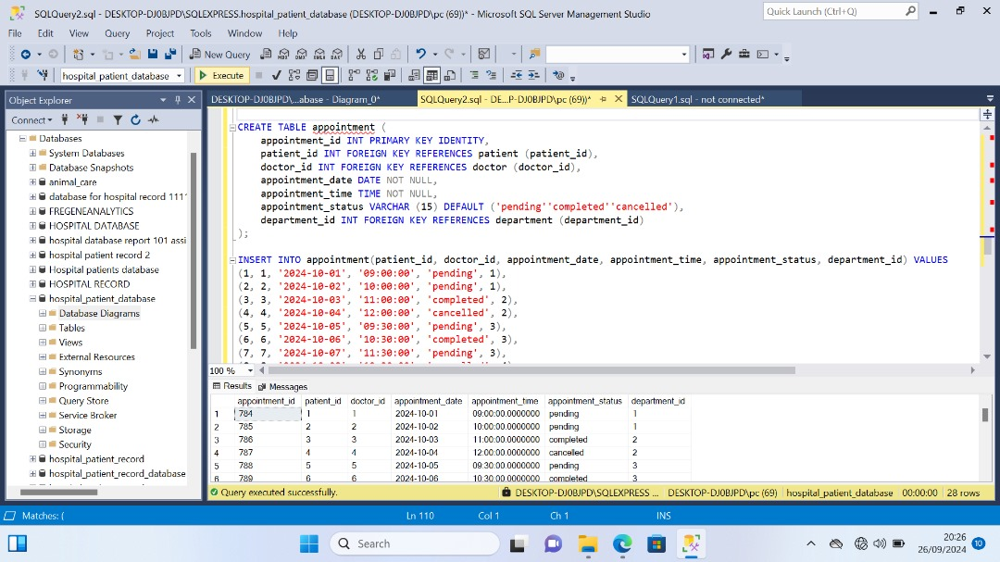 SQLQuery2.sql - DESKTOP-DJ0BJPD\SQLEXPRESS.hospital_patient_database (DESKTOP-DJ0BJPD\pc (69))* - Microsoft SQL Server Management Studio
Quick Launch (Ctrl+Q)
File Edit View Query Project Tools Window Help
New Query
hospital_patient_database
Execute
Object Explorer
DESKTOP-DJ0BJPD\...abase - Diagram_0*
SQLQuery2.sql - DE...P-DJ0BJPD\pc (69))*
SQLQuery1.sql - not connected*
Connect
Databases
System Databases
Database Snapshots
animal_care
database for hospital record 1111
FREGENEANALYTICS
HOSPITAL DATABASE
hospital database report 101 assi
hospital patient record 2
Hospital patients database
HOSPITAL RECORD
hospital_patient_database
Database Diagrams
Tables
Views
External Resources
Synonyms
Programmability
Query Store
Service Broker
Storage
Security
hospital_patient_record
hospital_patient_record_database
CREATE TABLE appointment (
appointment_id INT PRIMARY KEY IDENTITY,
patient_id INT FOREIGN KEY REFERENCES patient (patient_id),
doctor_id INT FOREIGN KEY REFERENCES doctor (doctor_id),
appointment_date DATE NOT NULL,
appointment_time TIME NOT NULL,
appointment_status VARCHAR (15) DEFAULT ('pending''completed''cancelled'),
department_id INT FOREIGN KEY REFERENCES department (department_id)
);
INSERT INTO appointment(patient_id, doctor_id, appointment_date, appointment_time, appointment_status, department_id) VALUES
(1, 1, '2024-10-01', '09:00:00', 'pending', 1),
(2, 2, '2024-10-02', '10:00:00', 'pending', 1),
(3, 3, '2024-10-03', '11:00:00', 'completed', 2),
(4, 4, '2024-10-04', '12:00:00', 'cancelled', 2),
(5, 5, '2024-10-05', '09:30:00', 'pending', 3),
(6, 6, '2024-10-06', '10:30:00', 'completed', 3),
(7, 7, '2024-10-07', '11:30:00', 'pending', 3),
100 %
Results Messages
appointment_id patient_id doctor_id appointment_date appointment_time appointment_status department_id
1 784 1 1 2024-10-01 09:00:00.0000000 pending 1
2 785 2 2 2024-10-02 10:00:00.0000000 pending 1
3 786 3 3 2024-10-03 11:00:00.0000000 completed 2
4 787 4 4 2024-10-04 12:00:00.0000000 cancelled 2
5 788 5 5 2024-10-05 09:30:00.0000000 pending 3
6 789 6 6 2024-10-06 10:30:00.0000000 completed 3
Query executed successfully. DESKTOP-DJ0BJPD\SQLEXPRESS ... DESKTOP-DJ0BJPD\pc (69) hospital_patient_database 00:00:00 28 rows
Matches: ( Ln 110 Col 1 Ch 1 INS
Search
20:26
26/09/2024
10